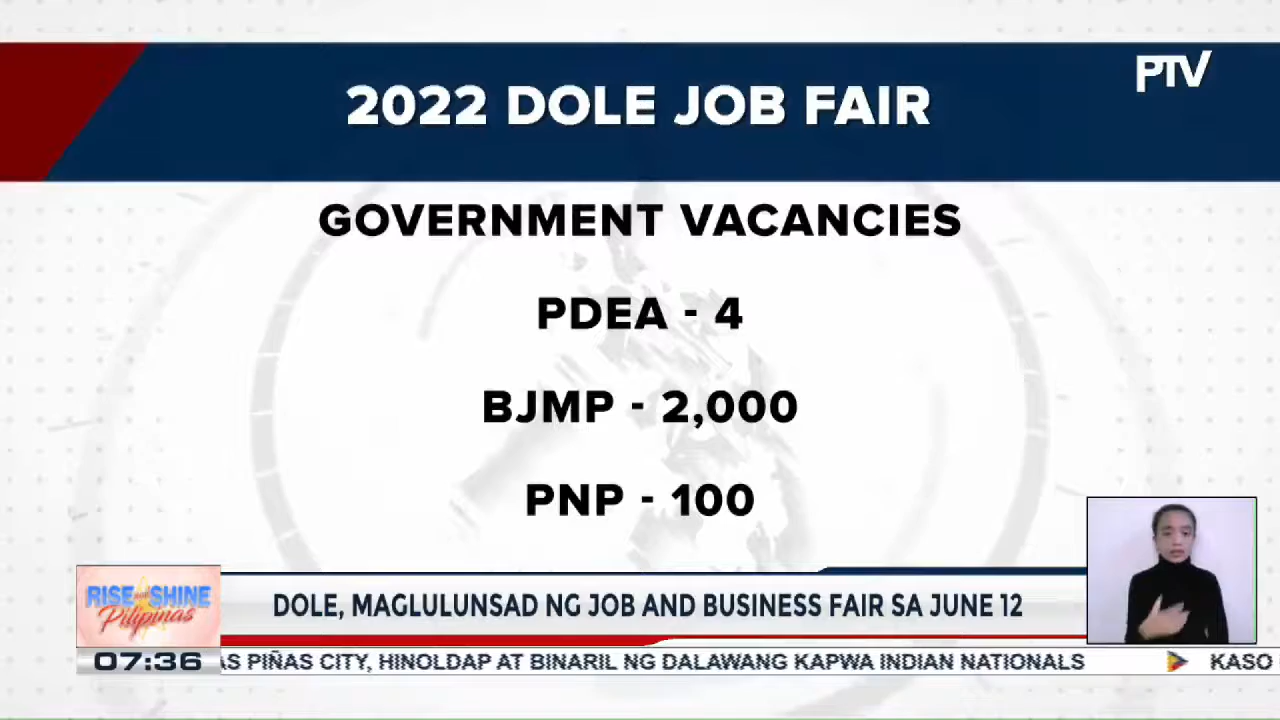 PTV
2022 DOLE JOB FAIR
GOVERNMENT VACANCIES
PDEA - 4
BJMP - 2,000
PNP - 100
RISE AND SHINE
Pilipinas
DOLE, MAGLULUNSAD NG JOB AND BUSINESS FAIR SA JUNE 12
07:36
AS PIÑAS CITY, HINOLDAP AT BINARIL NG DALAWANG KAPWA INDIAN NATIONALS KASO